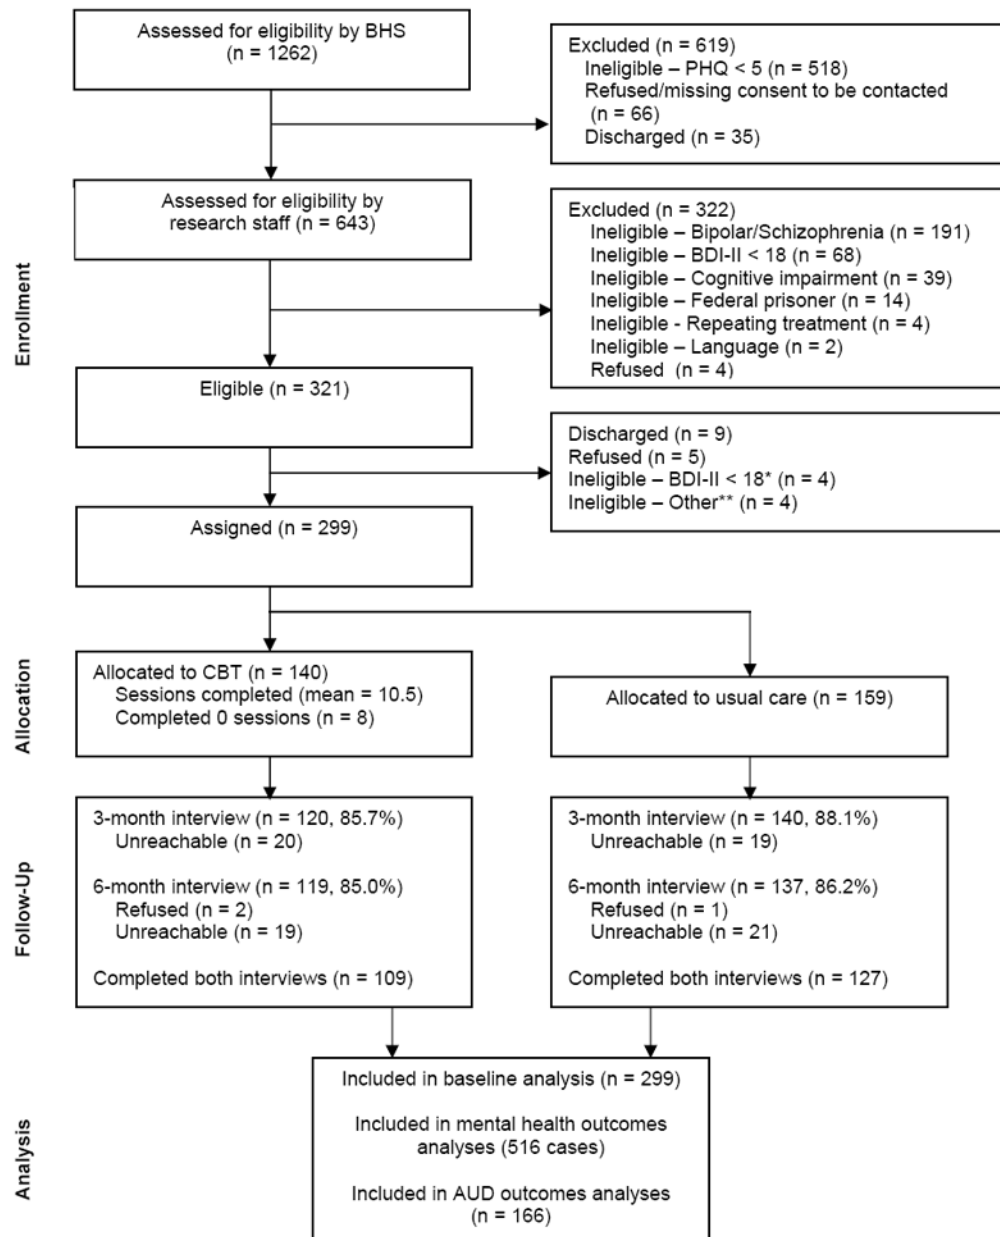 Assessed for eligibility by BHS
(n = 1262)
Excluded (n = 619)
Ineligible – PHQ < 5 (n = 518)
Refused/missing consent to be contacted
(n = 66)
Discharged (n = 35)
Assessed for eligibility by
research staff (n = 643)
Excluded (n = 322)
Ineligible – Bipolar/Schizophrenia (n = 191)
Ineligible – BDI-II < 18 (n = 68)
Ineligible – Cognitive impairment (n = 39)
Ineligible – Federal prisoner (n = 14)
Ineligible - Repeating treatment (n = 4)
Ineligible – Language (n = 2)
Refused (n = 4)
Enrollment
Eligible (n = 321)
Discharged (n = 9)
Refused (n = 5)
Ineligible – BDI-II < 18* (n = 4)
Ineligible – Other** (n = 4)
Assigned (n = 299)
Allocation
Allocated to CBT (n = 140)
Sessions completed (mean = 10.5)
Completed 0 sessions (n = 8)
Allocated to usual care (n = 159)
Follow-Up
3-month interview (n = 120, 85.7%)
Unreachable (n = 20)
6-month interview (n = 119, 85.0%)
Refused (n = 2)
Unreachable (n = 19)
Completed both interviews (n = 109)
3-month interview (n = 140, 88.1%)
Unreachable (n = 19)
6-month interview (n = 137, 86.2%)
Refused (n = 1)
Unreachable (n = 21)
Completed both interviews (n = 127)
Analysis
Included in baseline analysis (n = 299)
Included in mental health outcomes
analyses (516 cases)
Included in AUD outcomes analyses
(n = 166)